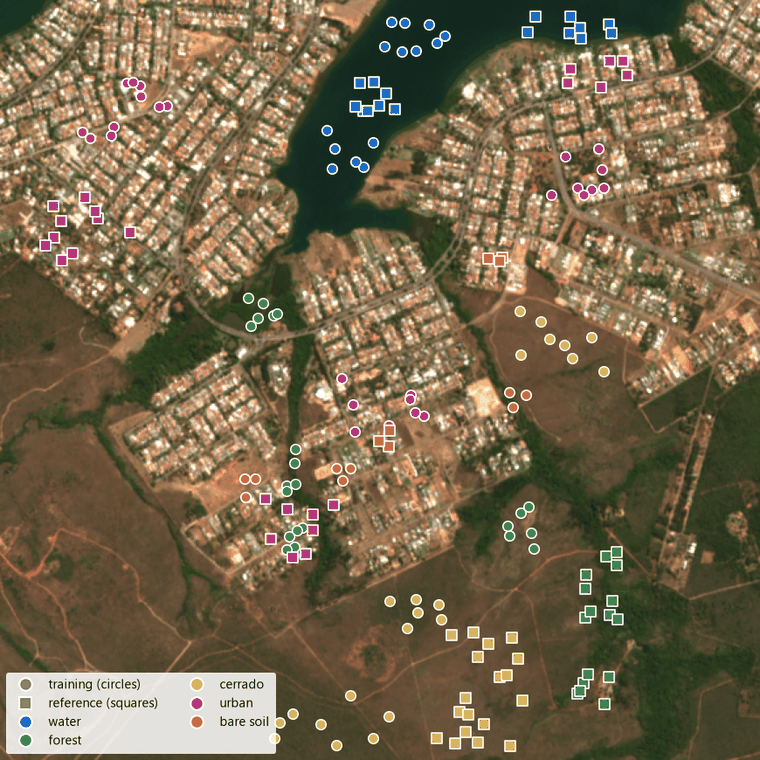 training (circles)
reference (squares)
water
forest
cerrado
urban
bare soil